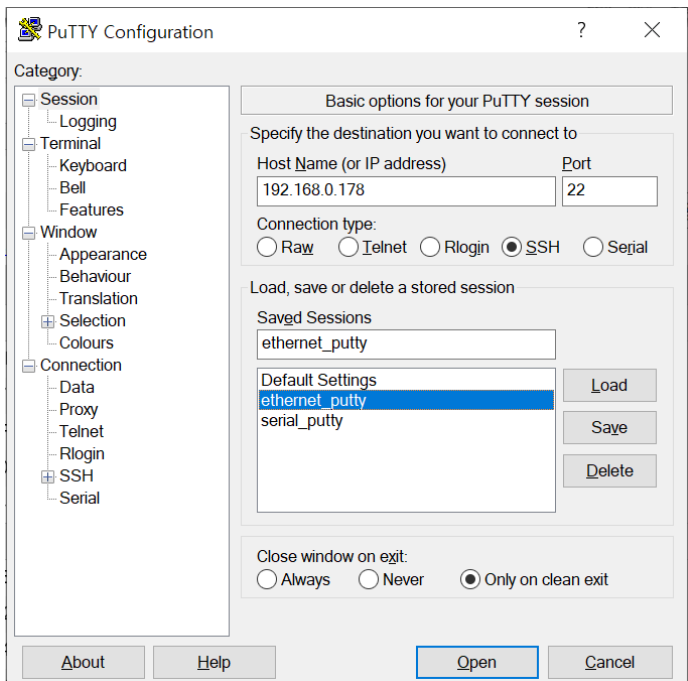 PuTTY Configuration ? ×
Category:
Session
Logging
Terminal
Keyboard
Bell
Features
Window
Appearance
Behaviour
Translation
Selection
Colours
Connection
Data
Proxy
Telnet
Rlogin
SSH
Serial
Basic options for your PuTTY session
Specify the destination you want to connect to
Host Name (or IP address) Port
192.168.0.178 22
Connection type:
Raw Telnet Rlogin SSH Serial
Load, save or delete a stored session
Saved Sessions
ethernet_putty
Default Settings
ethernet_putty
serial_putty
Load
Save
Delete
Close window on exit:
Always Never Only on clean exit
About Help Open Cancel